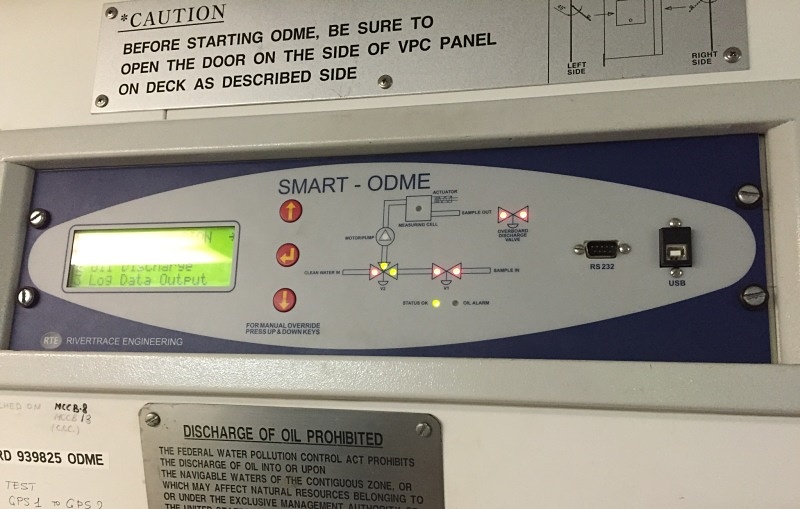 *CAUTION
BEFORE STARTING ODME, BE SURE TO
OPEN THE DOOR ON THE SIDE OF VPC PANEL
ON DECK AS DESCRIBED SIDE
LEFT
SIDE
RIGHT
SIDE
SMART - ODME
ACTUATOR
SAMPLE OUT
MEASURING CELL
OVERBOARD
DISCHARGE
VALVE
MOTOR/PUMP
CLEAN WATER IN
SAMPLE IN
V2
V1
STATUS OK
OIL ALARM
RS 232
USB
Oil Discharge
Log Data Output
FOR MANUAL OVERRIDE
PRESS UP & DOWN KEYS
RTE RIVERTRACE ENGINEERING
MCCB-8
RD 939825 ODME
TEST
GPS 1 to GPS 2
DISCHARGE OF OIL PROHIBITED
THE FEDERAL WATER POLLUTION CONTROL ACT PROHIBITS
THE DISCHARGE OF OIL INTO OR UPON
THE NAVIGABLE WATERS OF THE CONTIGUOUS ZONE, OR
WHICH MAY AFFECT NATURAL RESOURCES BELONGING TO
OR UNDER THE EXCLUSIVE MANAGEMENT AUTHORITY